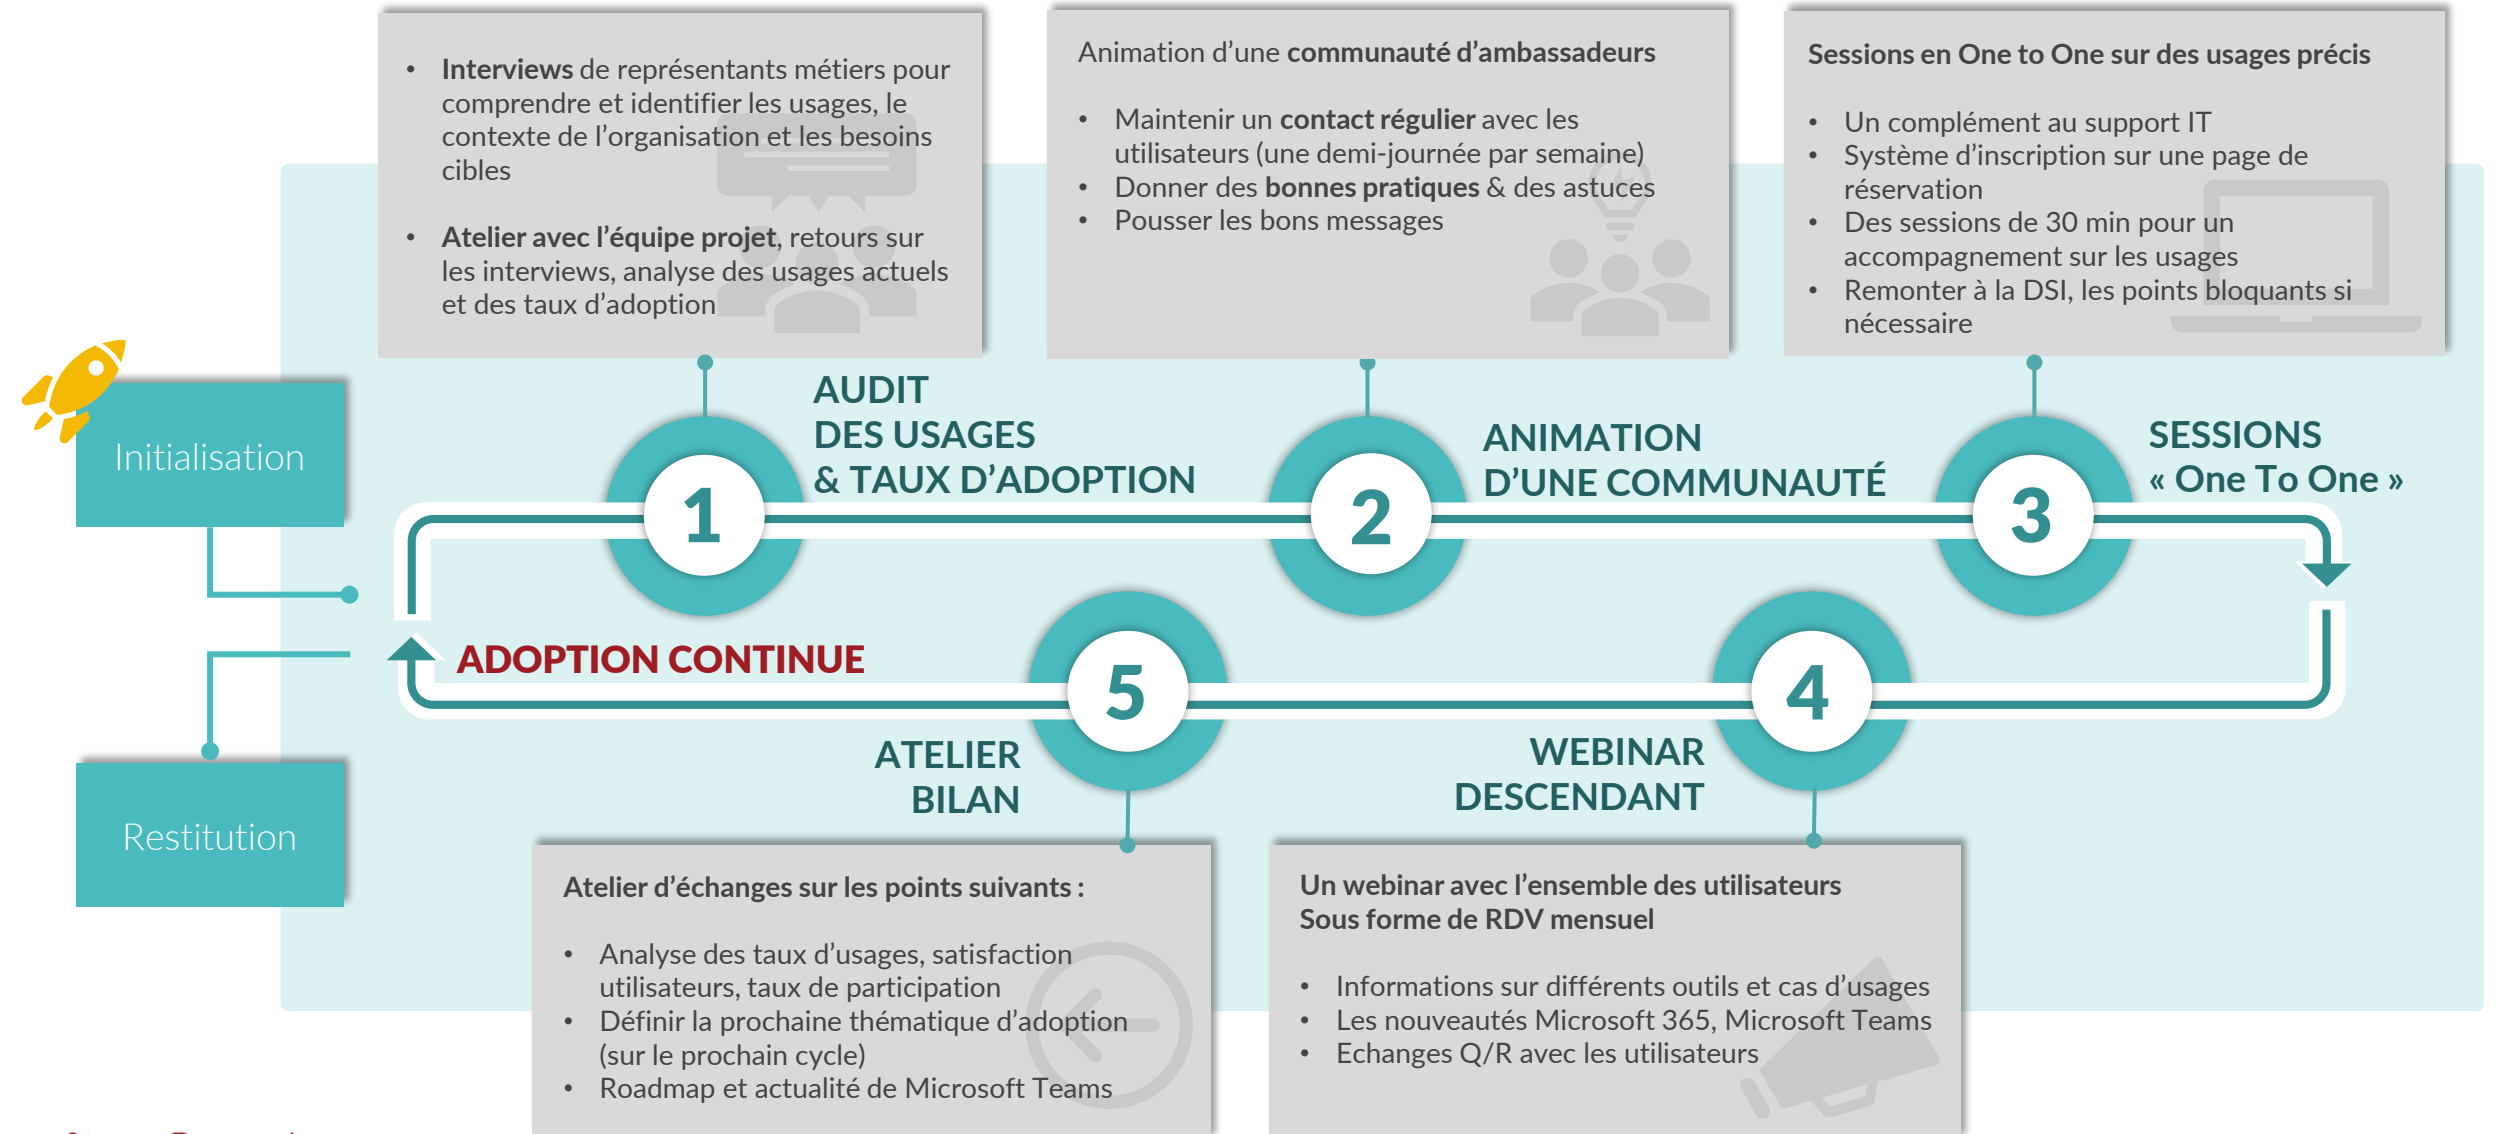 • Interviews de représentants métiers pour
comprendre et identifier les usages, le
contexte de l’organisation et les besoins
cibles
• Atelier avec l’équipe projet, retours sur
les interviews, analyse des usages actuels
et des taux d’adoption
Animation d’une communauté d’ambassadeurs
• Maintenir un contact régulier avec les
utilisateurs (une demi-journée par semaine)
• Donner des bonnes pratiques & des astuces
• Pousser les bons messages
Sessions en One to One sur des usages précis
• Un complément au support IT
• Système d’inscription sur une page de
réservation
• Des sessions de 30 min pour un
accompagnement sur les usages
• Remonter à la DSI, les points bloquants si
nécessaire
Initialisation
1
AUDIT
DES USAGES
& TAUX D’ADOPTION
2
ANIMATION
D’UNE COMMUNAUTÉ
3
SESSIONS
« One To One »
ADOPTION CONTINUE
5
ATELIER
BILAN
4
WEBINAR
DESCENDANT
Restitution
Atelier d’échanges sur les points suivants :
• Analyse des taux d’usages, satisfaction
utilisateurs, taux de participation
• Définir la prochaine thématique d’adoption
(sur le prochain cycle)
• Roadmap et actualité de Microsoft Teams
Un webinar avec l’ensemble des utilisateurs
Sous forme de RDV mensuel
• Informations sur différents outils et cas d’usages
• Les nouveautés Microsoft 365, Microsoft Teams
• Echanges Q/R avec les utilisateurs